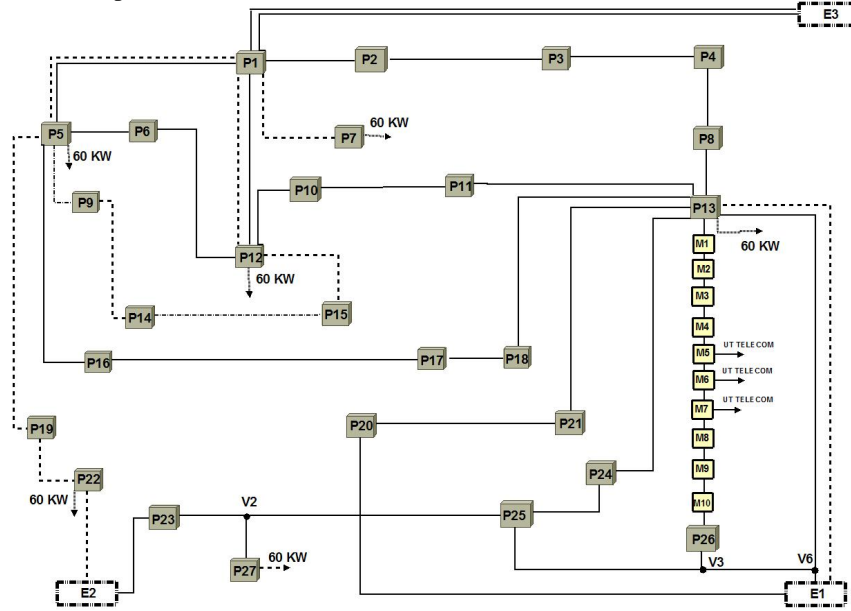 E3
P1
P2
P3
P4
P5
P6
P7
60 KW
P8
60 KW
P9
P10
P11
P13
60 KW
M1
P12
M2
60 KW
M3
P14
P15
M4
UT TELECOM
M5
P16
P17
P18
UT TELECOM
M6
UT TELECOM
M7
P19
P20
P21
M8
M9
P22
P24
60 KW
V2
M10
P23
P25
P26
V6
60 KW
V3
P27
E2
E1